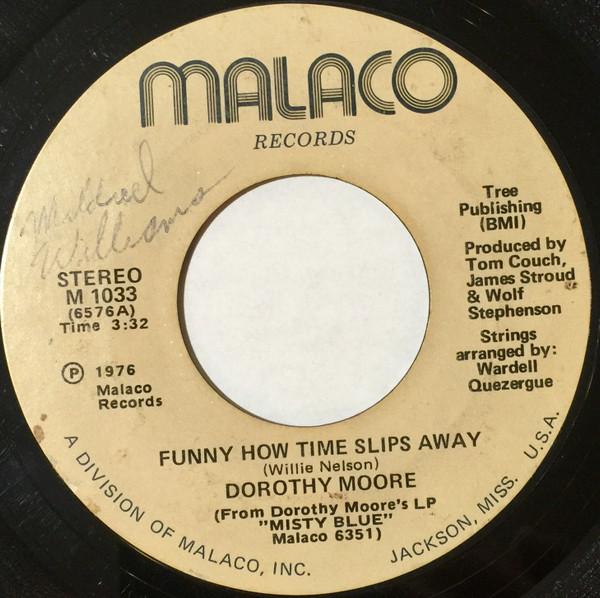 MALACO
RECORDS
Mildred
Williams
STEREO
M 1033
(6576A)
Time 3:32
Ⓟ 1976
Malaco
Records
Tree
Publishing
(BMI)
Produced by
Tom Couch,
James Stroud
& Wolf
Stephenson
Strings
arranged by:
Wardell
Quezergue
FUNNY HOW TIME SLIPS AWAY
(Willie Nelson)
DOROTHY MOORE
(From Dorothy Moore's LP
"MISTY BLUE"
Malaco 6351)
A DIVISION OF MALACO, INC.
JACKSON, MISS. U.S.A.